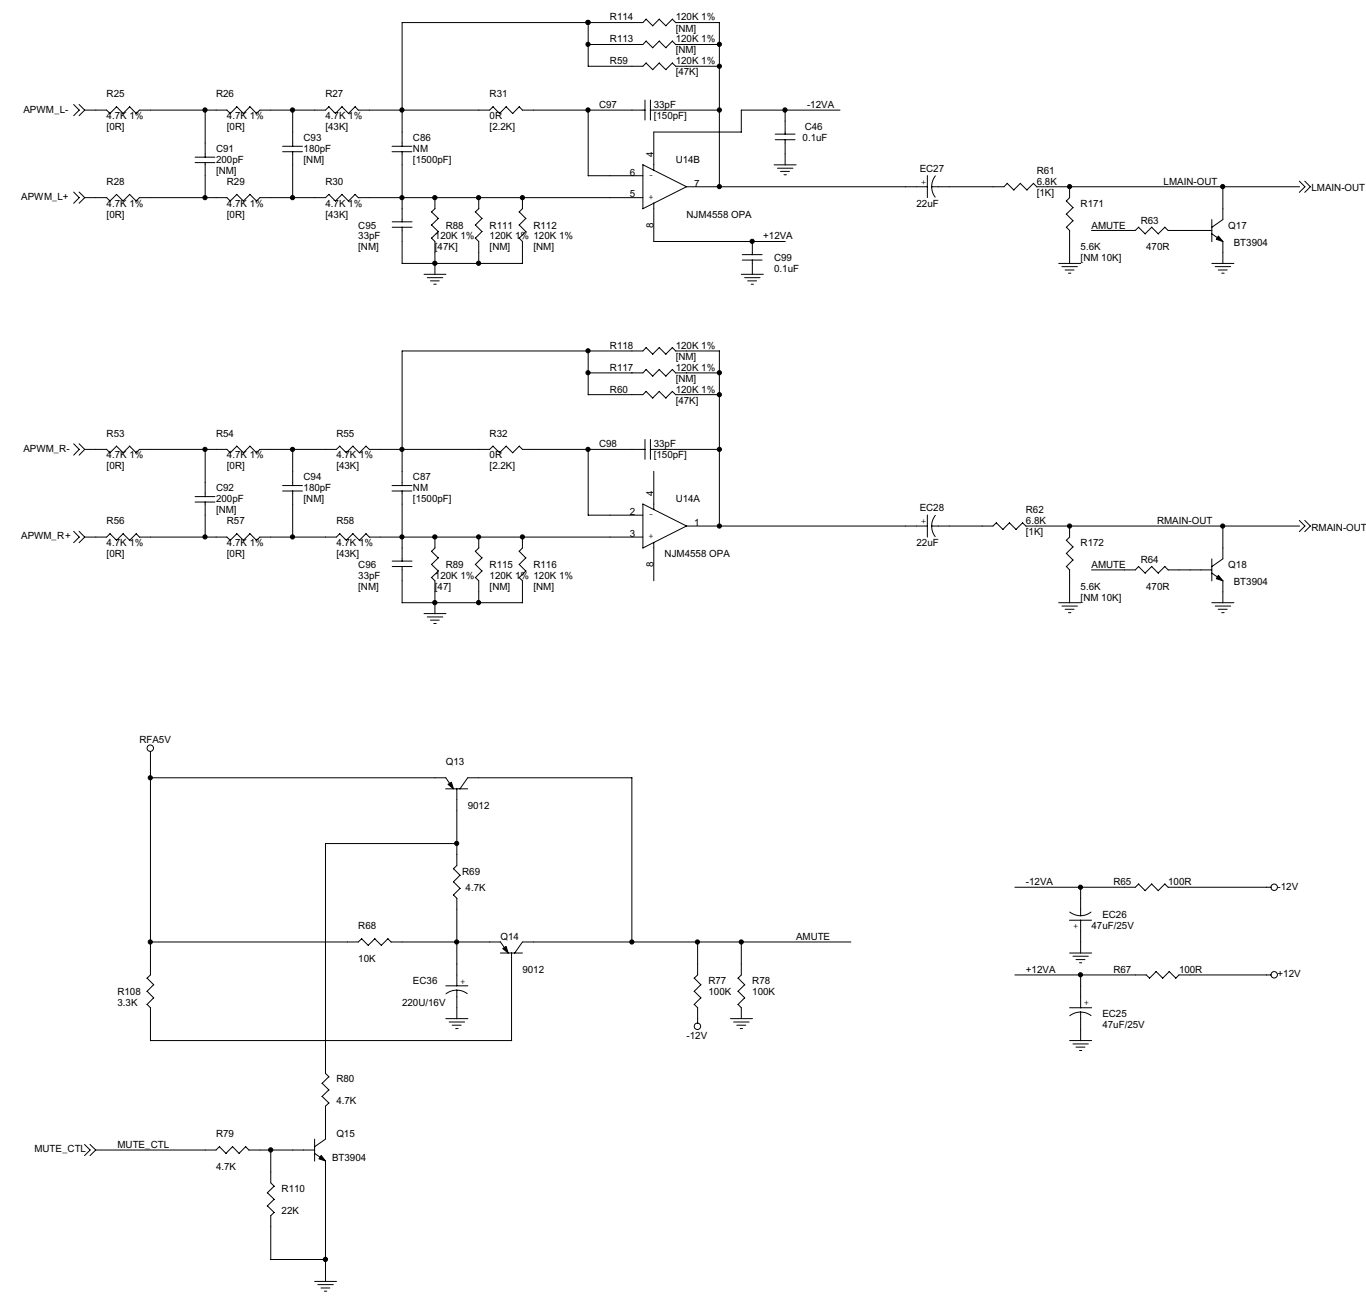 R114 120K 1%
[NM]
R113 120K 1%
[NM]
R59 120K 1%
[47K]
R25 R26 R27 R31
APWM_L- 4.7K 1% 4.7K 1% 4.7K 1% 0R C97 33pF -12VA
[0R] [0R] [43K] [2.2K] [150pF]
C91 C93 C86 C46
200pF 180pF NM 0.1uF
[NM] [NM] [1500pF]
4 U14B
6 - 7
5 +
8 NJM4558 OPA
R28 R29 R30
APWM_L+ 4.7K 1% 4.7K 1% 4.7K 1%
[0R] [0R] [43K]
C95 R88 R111 R112
33pF 120K 1% 120K 1% 120K 1%
[NM] [47K] [NM] [NM]
+12VA
C99
0.1uF
EC27 R61
+ 6.8K LMAIN-OUT LMAIN-OUT
22uF [1K]
R171 AMUTE R63 Q17
5.6K 470R BT3904
[NM 10K]
R118 120K 1%
[NM]
R117 120K 1%
[NM]
R60 120K 1%
[47K]
R53 R54 R55 R32
APWM_R- 4.7K 1% 4.7K 1% 4.7K 1% 0R C98 33pF
[0R] [0R] [43K] [2.2K] [150pF]
C92 C94 C87
200pF 180pF NM
[NM] [NM] [1500pF]
4 U14A
2 - 1
3 +
8 NJM4558 OPA
R56 R57 R58
APWM_R+ 4.7K 1% 4.7K 1% 4.7K 1%
[0R] [0R] [43K]
C96 R89 R115 R116
33pF 120K 1% 120K 1% 120K 1%
[NM] [47] [NM] [NM]
EC28 R62
+ 6.8K RMAIN-OUT RMAIN-OUT
22uF [1K]
R172 AMUTE R64 Q18
5.6K 470R BT3904
[NM 10K]
RFA5V
Q13
9012
R69
4.7K
R68 Q14 AMUTE
10K 9012
EC36 +
220U/16V
R77 R78
100K 100K
-12V
R108
3.3K
R80
4.7K
MUTE_CTL MUTE_CTL R79 Q15
4.7K BT3904
R110
22K
-12VA R65 100R -12V
EC26
+ 47uF/25V
+12VA R67 100R +12V
+ EC25
47uF/25V